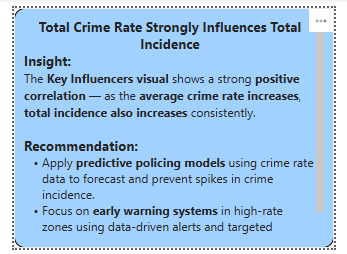 Total Crime Rate Strongly Influences Total
Incidence
Insight:
The Key Influencers visual shows a strong positive
correlation — as the average crime rate increases,
total incidence also increases consistently.
Recommendation:
• Apply predictive policing models using crime rate
data to forecast and prevent spikes in crime
incidence.
• Focus on early warning systems in high-rate
zones using data-driven alerts and targeted